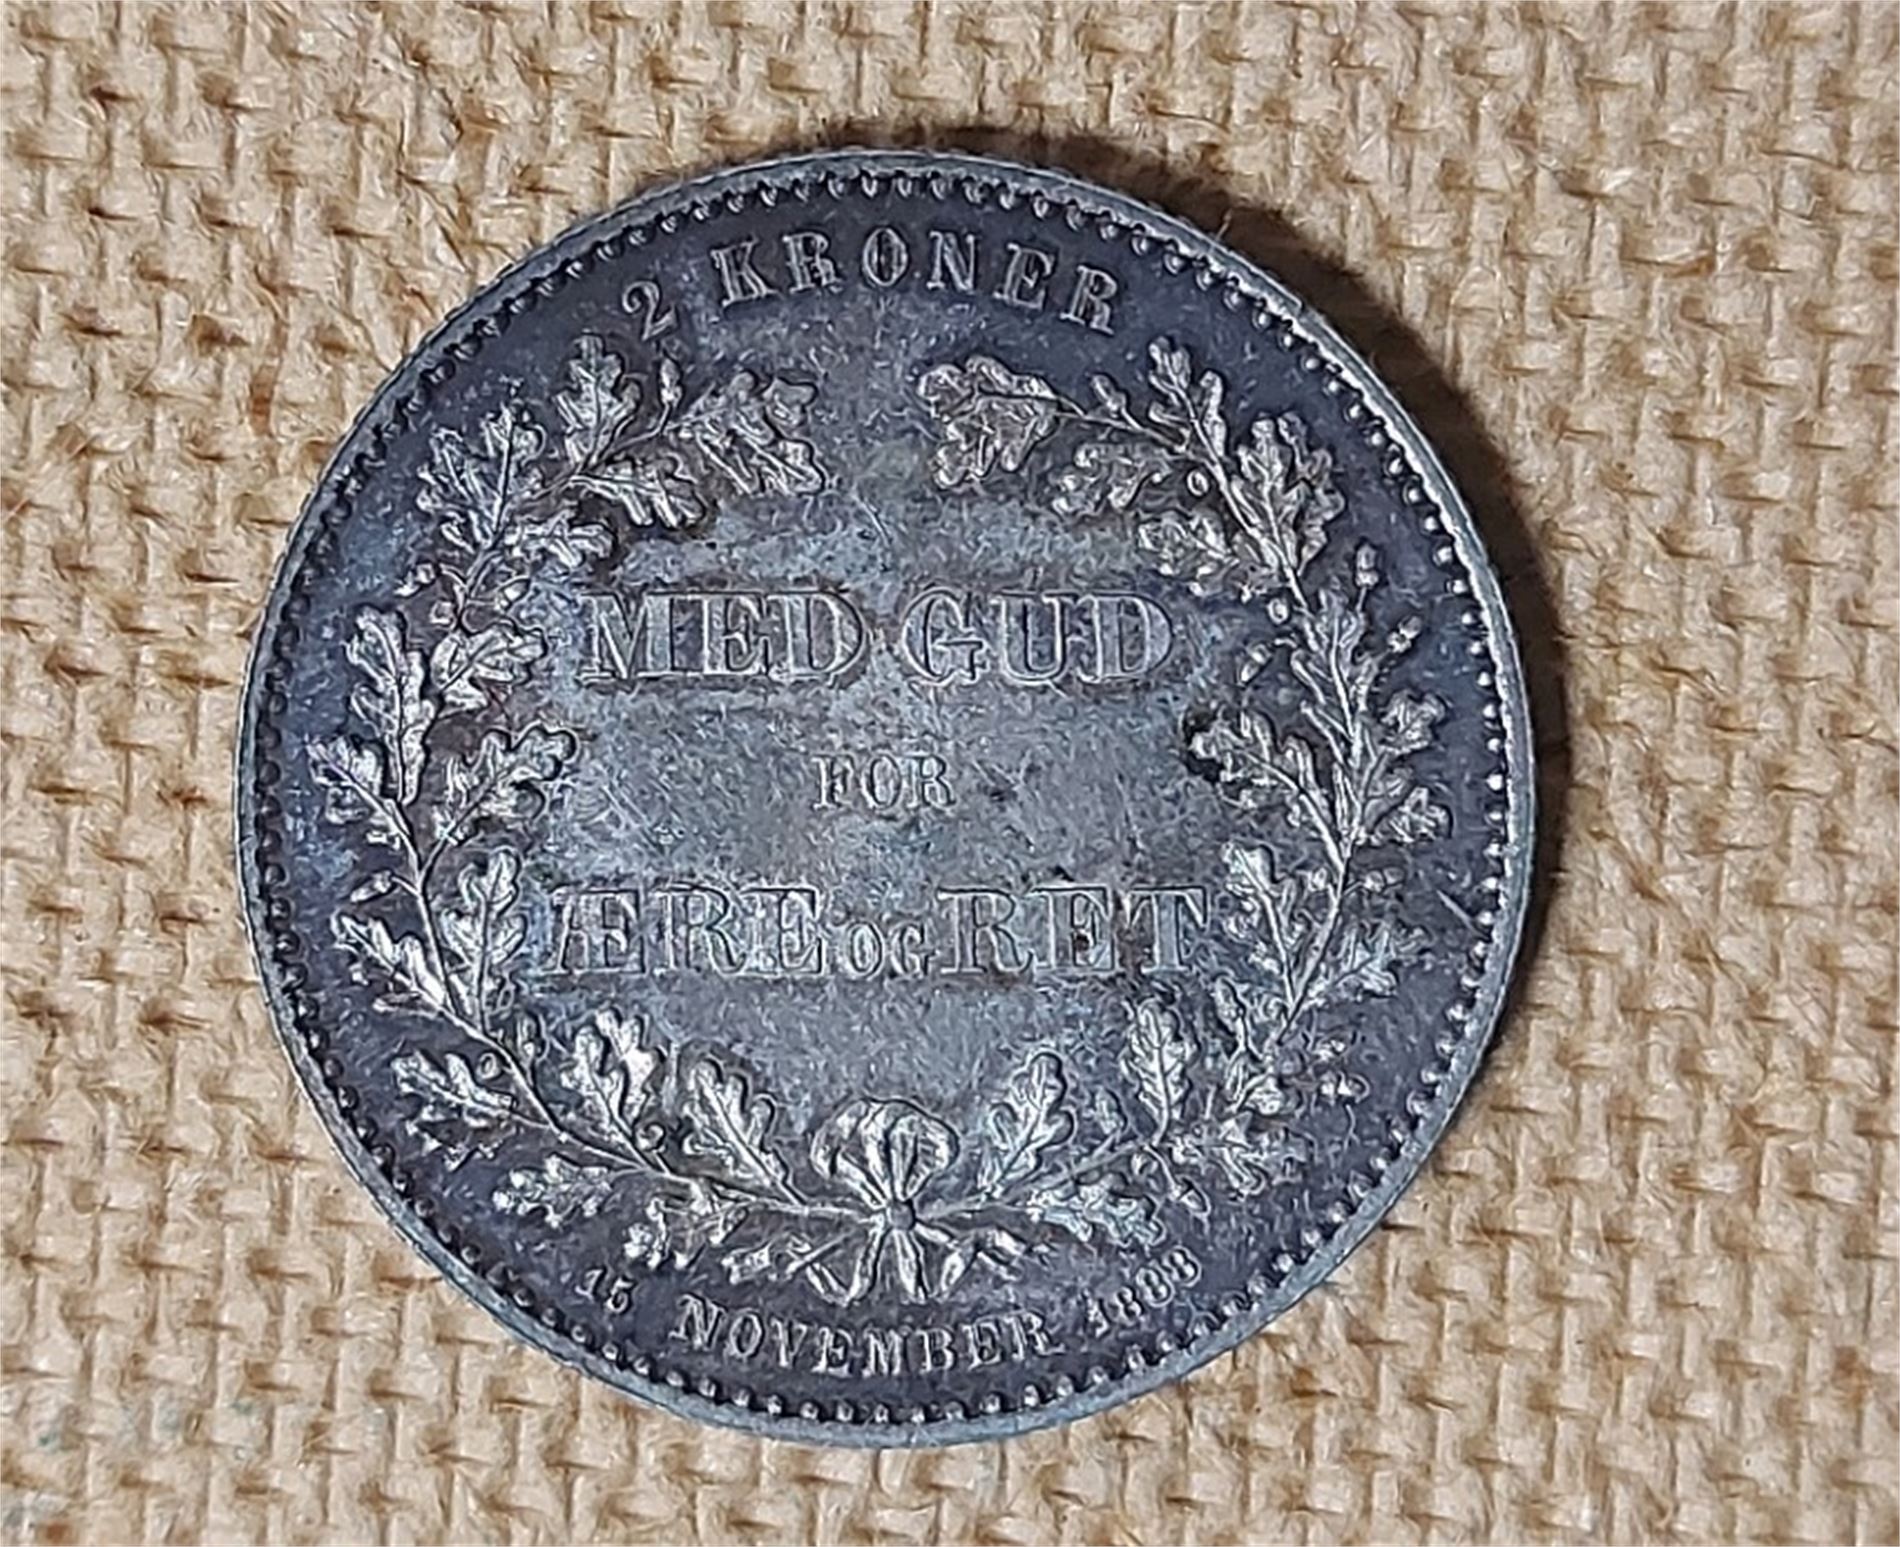 2 KRONER
MED GUD
FOR
ÆRE OG RET
15 NOVEMBER 1888